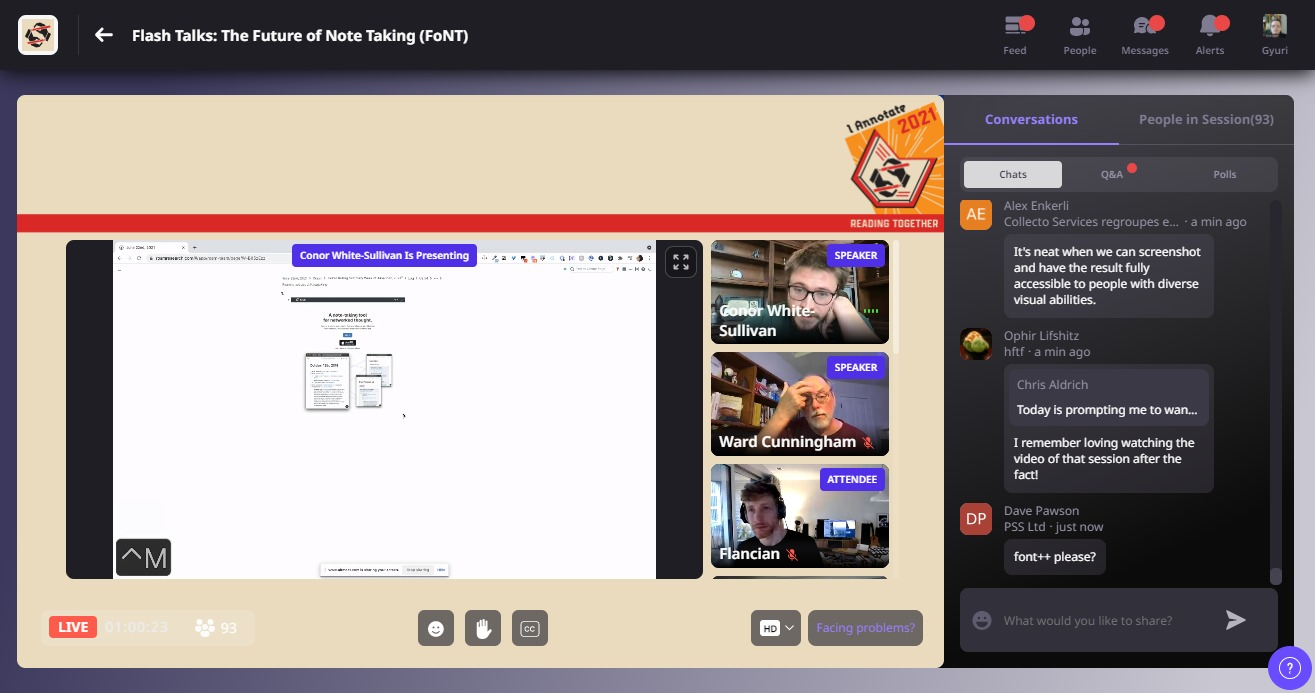 Flash Talks: The Future of Note Taking (FoNT)
Feed
People
Messages
Alerts
Gyuri
I Annotate
2021
READING TOGETHER
Conor White-Sullivan Is Presenting
A note-taking tool
for networked thought.
^M
SPEAKER
Conor White-
Sullivan
SPEAKER
Ward Cunningham
ATTENDEE
Flancian
LIVE
01:00:23
93
CC
HD
Facing problems?
Conversations
People in Session(93)
Chats
Q&A
Polls
AE
Alex Enkerli
Collecto Services regroupes e... · a min ago
It's neat when we can screenshot
and have the result fully
accessible to people with diverse
visual abilities.
Ophir Lifshitz
hftf · a min ago
Chris Aldrich
Today is prompting me to wan...
I remember loving watching the
video of that session after the
fact!
DP
Dave Pawson
PSS Ltd · just now
font++ please?
What would you like to share?
?